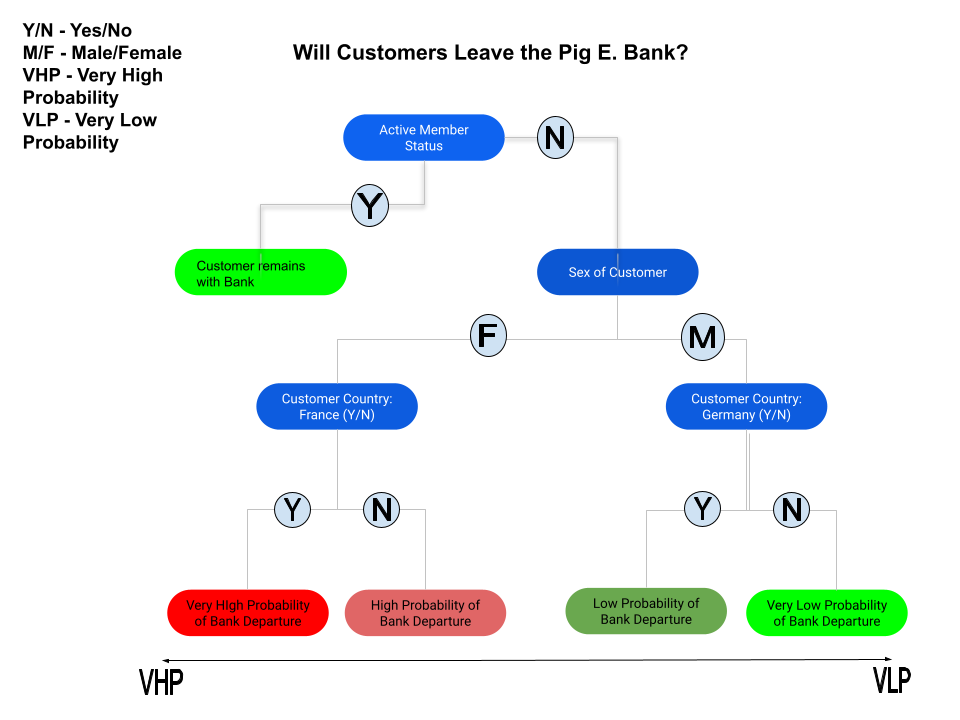 Y/N - Yes/No
M/F - Male/Female
VHP - Very High
Probability
VLP - Very Low
Probability
Will Customers Leave the Pig E. Bank?
Active Member
Status
N
Y
Customer remains
with Bank
Sex of Customer
F
M
Customer Country:
France (Y/N)
Customer Country:
Germany (Y/N)
Y
N
Y
N
Very HIgh Probability
of Bank Departure
High Probability of
Bank Departure
Low Probability of
Bank Departure
Very Low Probability
of Bank Departure
VHP
VLP